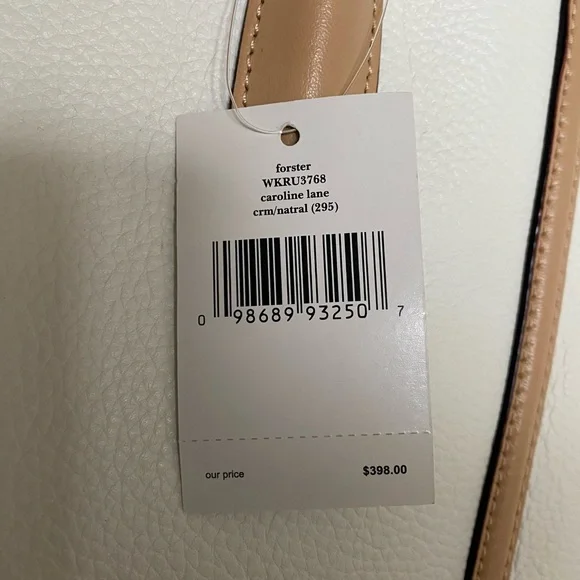 forster
WKRU3768
caroline lane
crm/natral (295)
0 98689 93250 7
our price $398.00